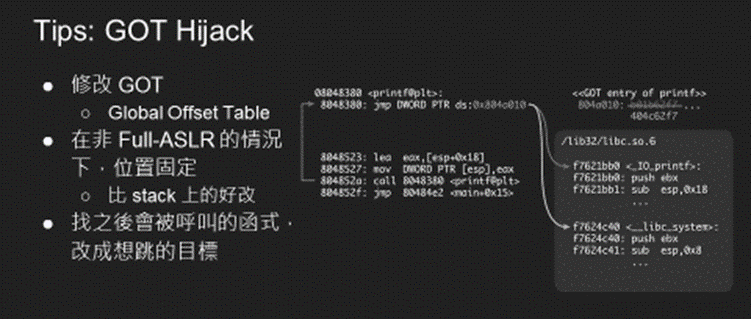 Tips: GOT Hijack
● 修改 GOT
○ Global Offset Table
● 在非 Full-ASLR 的情況
下，位置固定
○ 比 stack 上的好改
● 找之後會被呼叫的函式，
改成想跳的目標
08048380 <printf@plt>:
8048380: jmp DWORD PTR ds:0x804a010
8048523: lea eax,[esp+0x18]
8048527: mov DWORD PTR [esp],eax
804852a: call 8048380 <printf@plt>
804852f: jmp 80484e2 <main+0x15>
<<GOT entry of printf>>
804a010: b01b62f7 ...
404c62f7
/lib32/libc.so.6
f7621bb0 <_IO_printf>:
f7621bb0: push ebx
f7621bb1: sub esp,0x18
...
f7624c40 <__libc_system>:
f7624c40: push ebx
f7624c41: sub esp,0x8
...